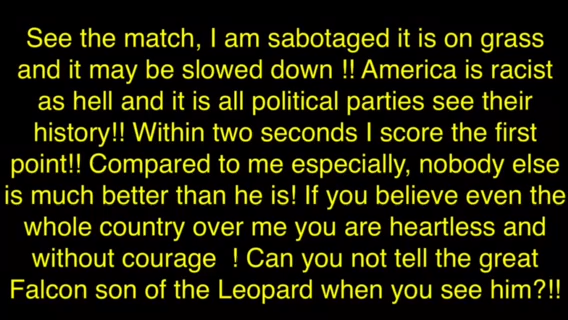 See the match, I am sabotaged it is on grass
and it may be slowed down !! America is racist
as hell and it is all political parties see their
history!! Within two seconds I score the first
point!! Compared to me especially, nobody else
is much better than he is! If you believe even the
whole country over me you are heartless and
without courage  ! Can you not tell the great
Falcon son of the Leopard when you see him?!!